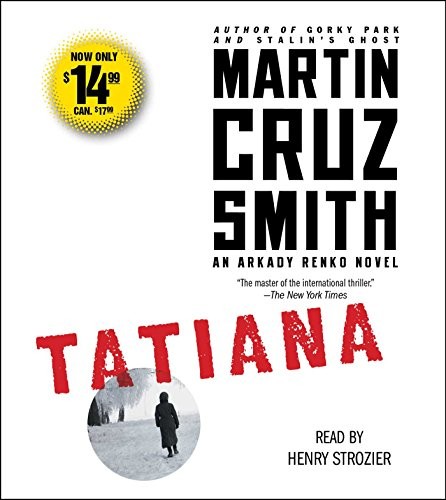 AUTHOR OF GORKY PARK
AND STALIN'S GHOST
NOW ONLY
$14.99
CAN. $17.99
MARTIN
CRUZ
SMITH
AN ARKADY RENKO NOVEL
"The master of the international thriller."
—The New York Times
TATIANA
READ BY
HENRY STROZIER